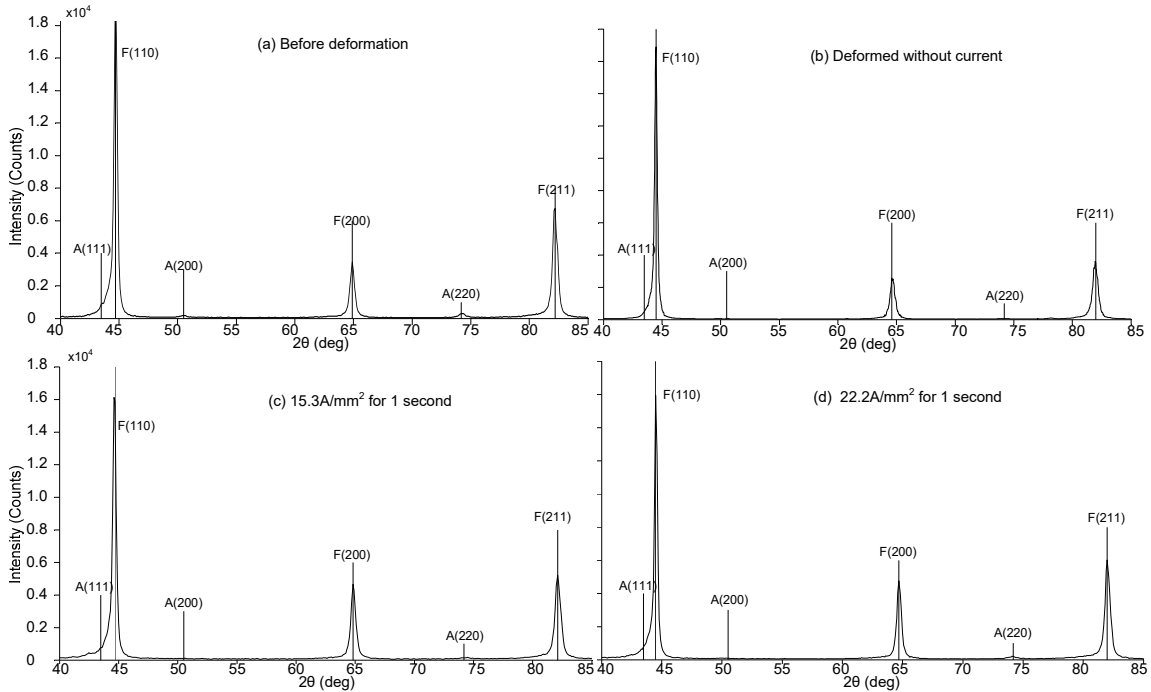 x10⁴
1.8
1.6
1.4
1.2
1.0
0.8
0.6
0.4
0.2
0
Intensity (Counts)
(a) Before deformation
F(110)
A(111)
A(200)
F(200)
A(220)
F(211)
40 45 50 55 60 65 70 75 80 85
2θ (deg)
(b) Deformed without current
F(110)
A(111)
A(200)
F(200)
A(220)
F(211)
40 45 50 55 60 65 70 75 80 85
2θ (deg)
x10⁴
1.8
1.6
1.4
1.2
1.0
0.8
0.6
0.4
0.2
0
Intensity (Counts)
(c) 15.3A/mm² for 1 second
F(110)
A(111)
A(200)
F(200)
A(220)
F(211)
40 45 50 55 60 65 70 75 80 85
2θ (deg)
(d) 22.2A/mm² for 1 second
F(110)
A(111)
A(200)
F(200)
A(220)
F(211)
40 45 50 55 60 65 70 75 80 85
2θ (deg)